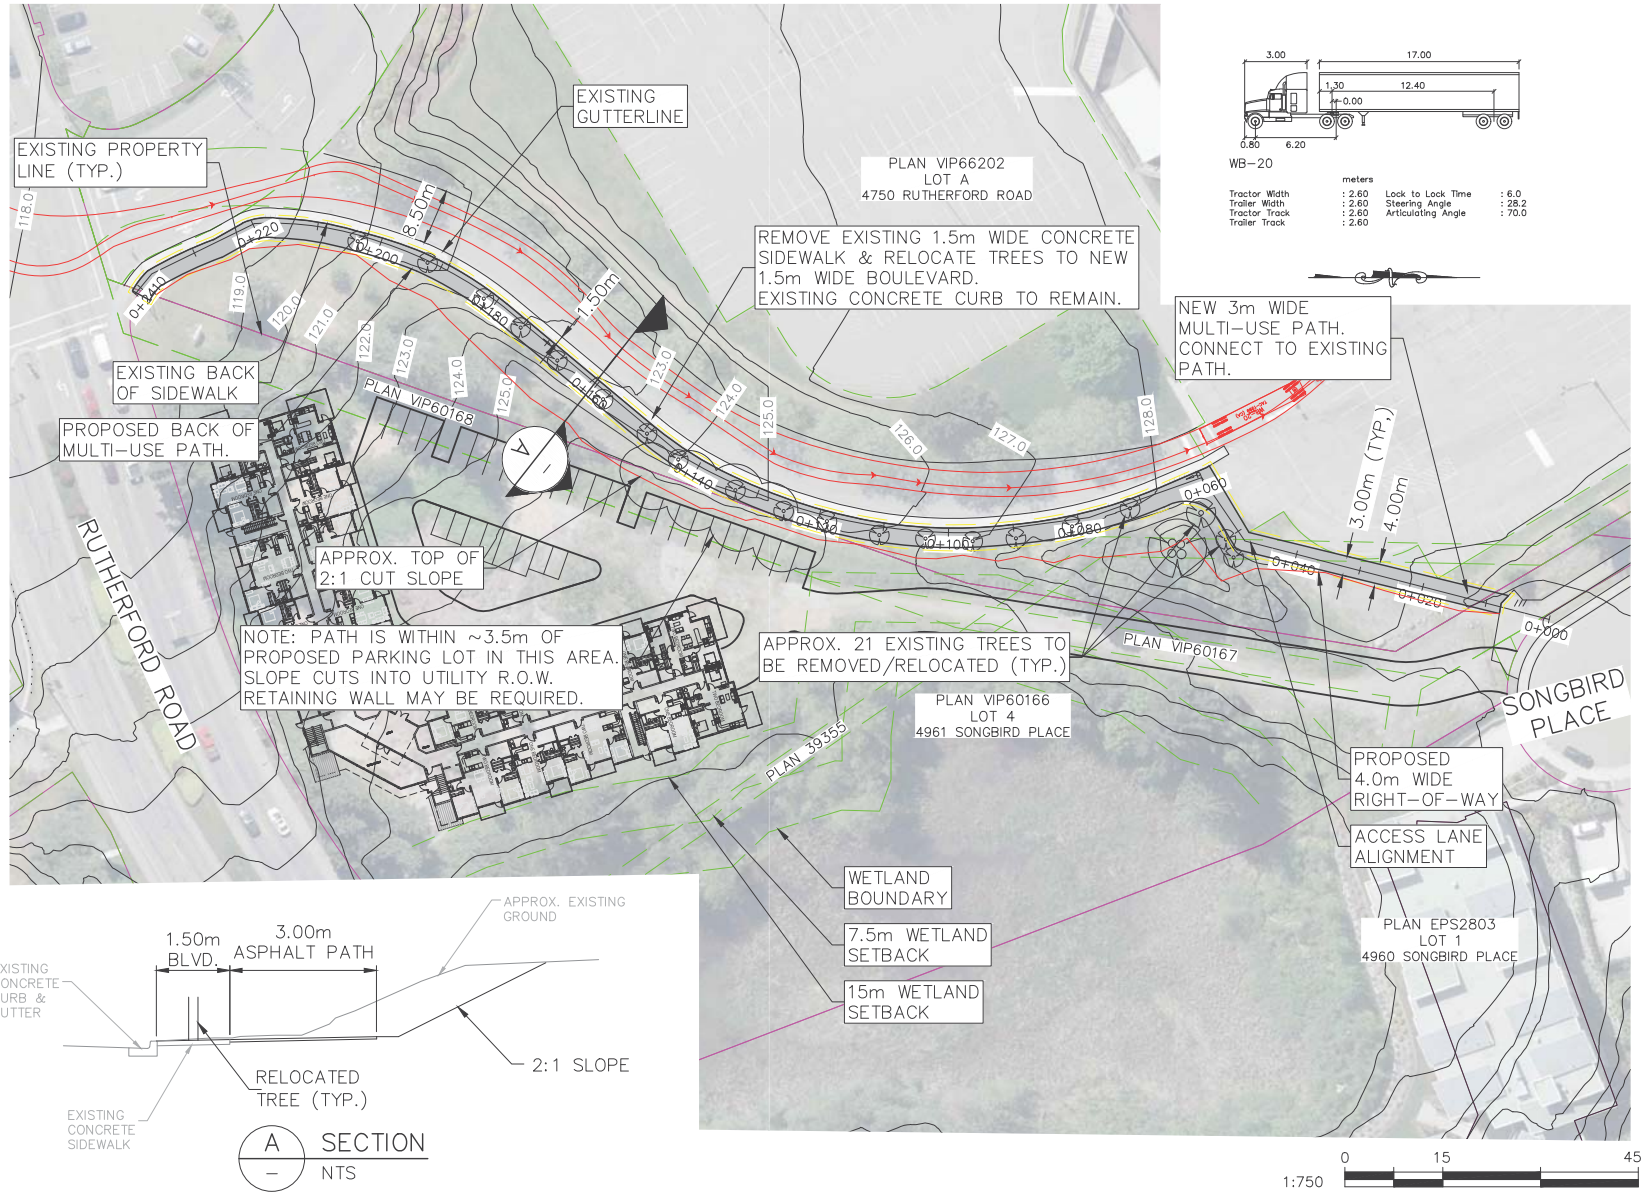 EXISTING
GUTTERLINE
EXISTING PROPERTY
LINE (TYP.)
118.0
8.50m
PLAN VIP66202
LOT A
4750 RUTHERFORD ROAD
3.00
17.00
1.30
12.40
0.00
0.80
6.20
WB-20
meters
Tractor Width : 2.60 Lock to Lock Time : 6.0
Trailer Width : 2.60 Steering Angle : 28.2
Tractor Track : 2.60 Articulating Angle : 70.0
Trailer Track : 2.60
REMOVE EXISTING 1.5m WIDE CONCRETE
SIDEWALK & RELOCATE TREES TO NEW
1.5m WIDE BOULEVARD.
EXISTING CONCRETE CURB TO REMAIN.
NEW 3m WIDE
MULTI-USE PATH.
CONNECT TO EXISTING
PATH.
0+220
0+200
0+180
0+160
0+140
0+120
0+100
0+080
0+060
0+040
0+020
0+000
1.50m
119.0
120.0
121.0
122.0
123.0
124.0
125.0
123.0
124.0
125.0
126.0
127.0
128.0
EXISTING BACK
OF SIDEWALK
PROPOSED BACK OF
MULTI-USE PATH.
PLAN VIP60168
A
-
3.00m (TYP,)
4.00m
RUTHERFORD ROAD
APPROX. TOP OF
2:1 CUT SLOPE
NOTE: PATH IS WITHIN ~3.5m OF
PROPOSED PARKING LOT IN THIS AREA.
SLOPE CUTS INTO UTILITY R.O.W.
RETAINING WALL MAY BE REQUIRED.
APPROX. 21 EXISTING TREES TO
BE REMOVED/RELOCATED (TYP.)
PLAN VIP60167
PLAN VIP60166
LOT 4
4961 SONGBIRD PLACE
PLAN 39355
SONGBIRD
PLACE
PROPOSED
4.0m WIDE
RIGHT-OF-WAY
ACCESS LANE
ALIGNMENT
WETLAND
BOUNDARY
7.5m WETLAND
SETBACK
15m WETLAND
SETBACK
PLAN EPS2803
LOT 1
4960 SONGBIRD PLACE
APPROX. EXISTING
GROUND
1.50m
BLVD.
3.00m
ASPHALT PATH
XISTING
ONCRETE
URB &
UTTER
2:1 SLOPE
RELOCATED
TREE (TYP.)
EXISTING
CONCRETE
SIDEWALK
A SECTION
- NTS
1:750
0 15 45